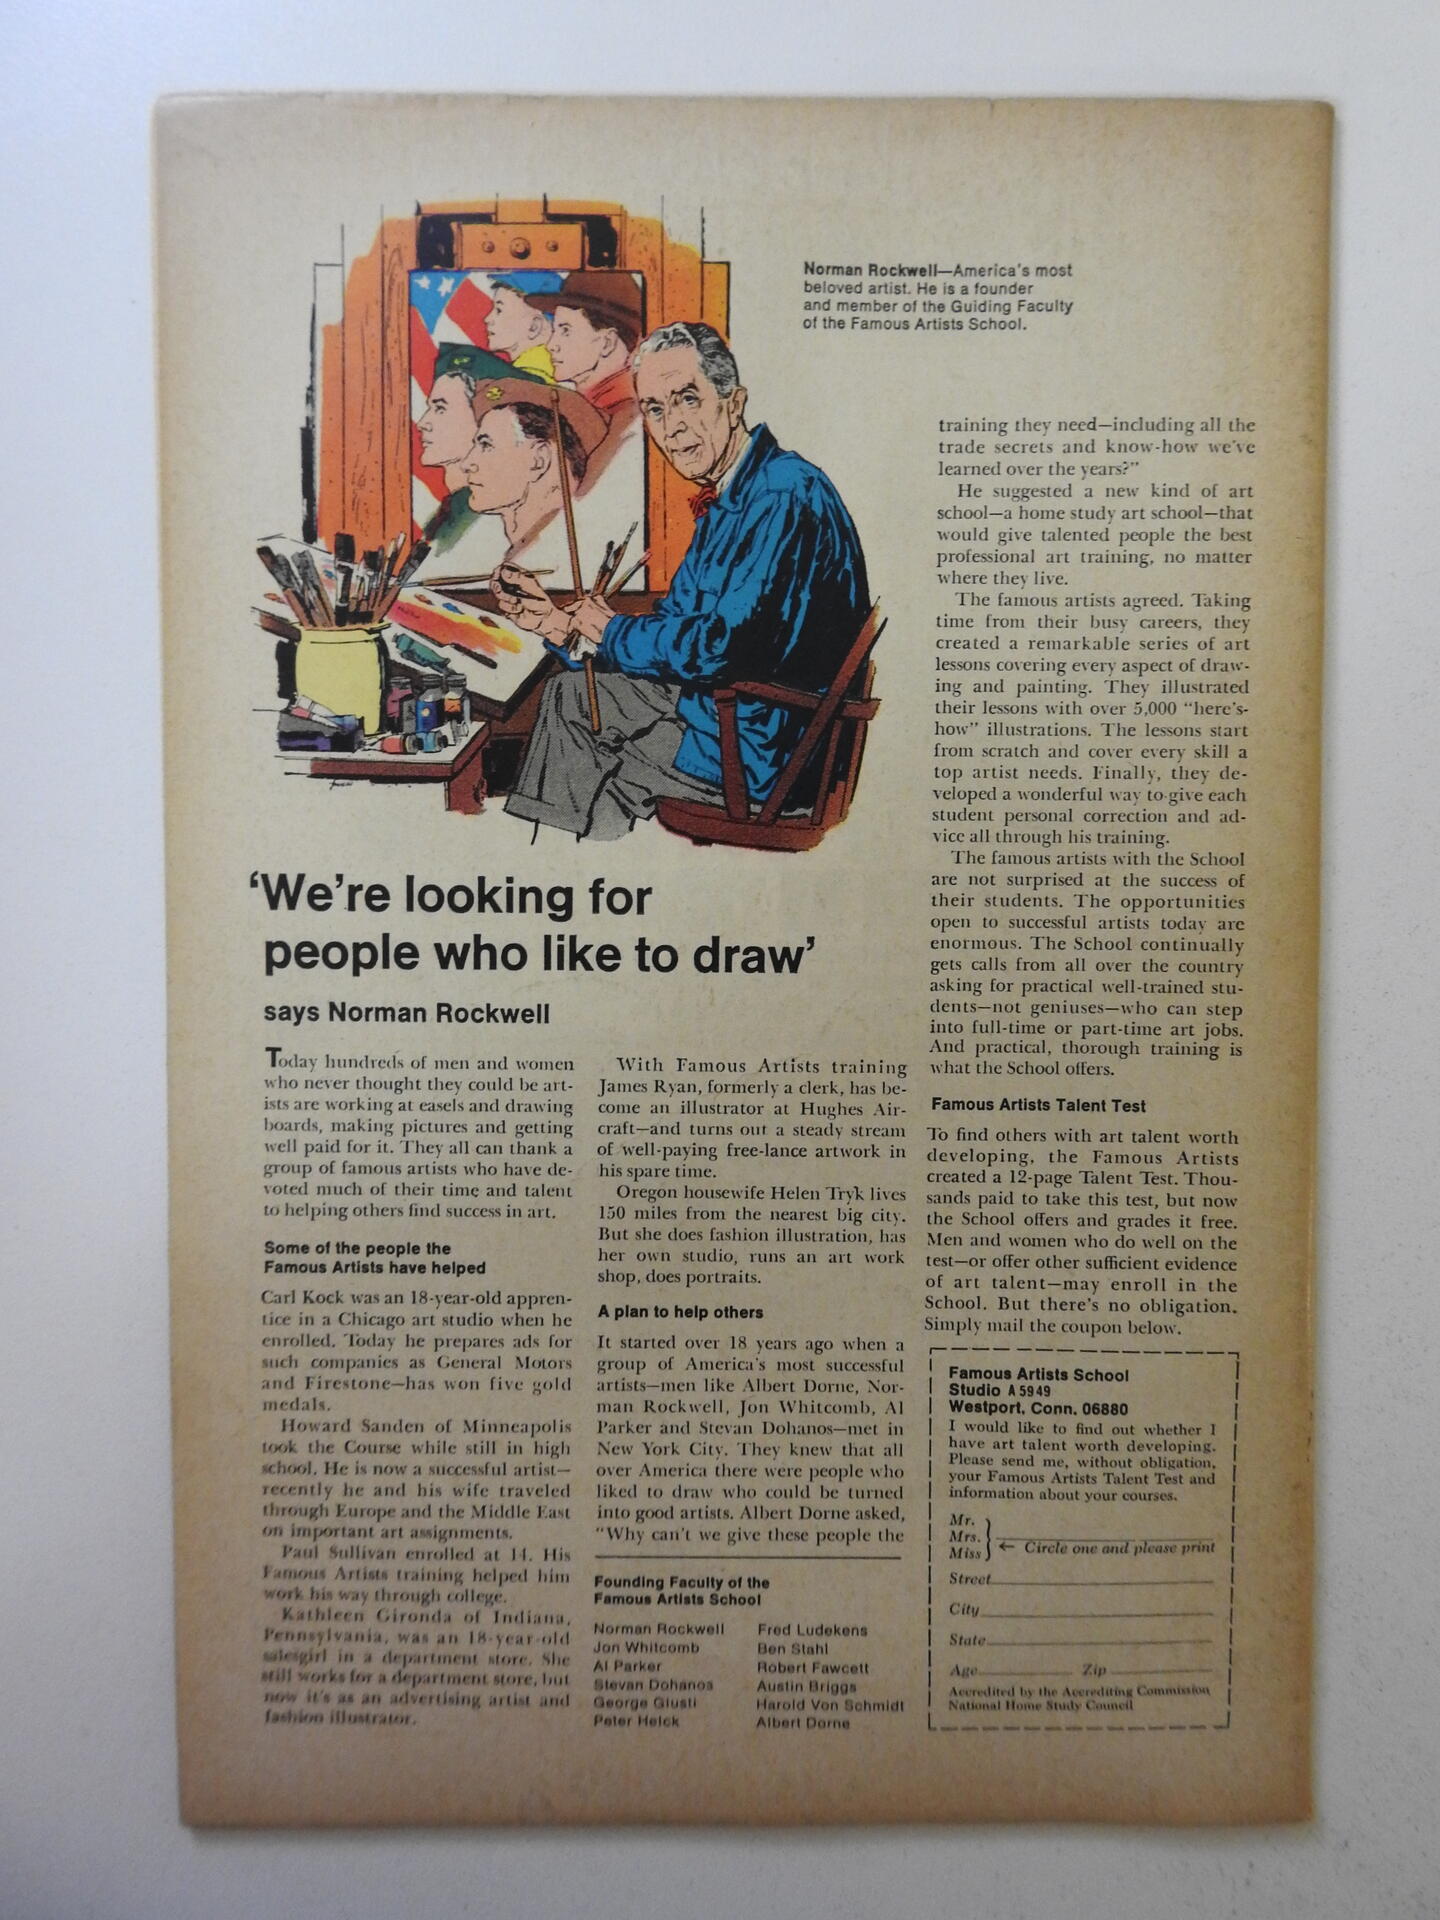 Norman Rockwell—America's most
beloved artist. He is a founder
and member of the Guiding Faculty
of the Famous Artists School.
'We're looking for
people who like to draw'
says Norman Rockwell
Today hundreds of men and women
who never thought they could be art-
ists are working at easels and drawing
boards, making pictures and getting
well paid for it. They all can thank a
group of famous artists who have de-
voted much of their time and talent
to helping others find success in art.
Some of the people the
Famous Artists have helped
Carl Kock was an 18-year-old appren-
tice in a Chicago art studio when he
enrolled. Today he prepares ads for
such companies as General Motors
and Firestone—has won five gold
medals.
Howard Sanden of Minneapolis
took the Course while still in high
school. He is now a successful artist—
recently he and his wife traveled
through Europe and the Middle East
on important art assignments.
Paul Sullivan enrolled at 14. His
Famous Artists training helped him
work his way through college.
Kathleen Gironda of Indiana,
Pennsylvania, was an 18-year-old
salesgirl in a department store. She
still works for a department store, but
now it's as an advertising artist and
fashion illustrator.
With Famous Artists training
James Ryan, formerly a clerk, has be-
come an illustrator at Hughes Air-
craft—and turns out a steady stream
of well-paying free-lance artwork in
his spare time.
Oregon housewife Helen Tryk lives
150 miles from the nearest big city.
But she does fashion illustration, has
her own studio, runs an art work
shop, does portraits.
A plan to help others
It started over 18 years ago when a
group of America's most successful
artists—men like Albert Dorne, Nor-
man Rockwell, Jon Whitcomb, Al
Parker and Stevan Dohanos—met in
New York City. They knew that all
over America there were people who
liked to draw who could be turned
into good artists. Albert Dorne asked,
"Why can't we give these people the
Founding Faculty of the
Famous Artists School
Norman Rockwell
Jon Whitcomb
Al Parker
Stevan Dohanos
George Giusti
Peter Helck
Fred Ludekens
Ben Stahl
Robert Fawcett
Austin Briggs
Harold Von Schmidt
Albert Dorne
training they need—including all the
trade secrets and know-how we've
learned over the years?"
He suggested a new kind of art
school—a home study art school—that
would give talented people the best
professional art training, no matter
where they live.
The famous artists agreed. Taking
time from their busy careers, they
created a remarkable series of art
lessons covering every aspect of draw-
ing and painting. They illustrated
their lessons with over 5,000 "here's-
how" illustrations. The lessons start
from scratch and cover every skill a
top artist needs. Finally, they de-
veloped a wonderful way to give each
student personal correction and ad-
vice all through his training.
The famous artists with the School
are not surprised at the success of
their students. The opportunities
open to successful artists today are
enormous. The School continually
gets calls from all over the country
asking for practical well-trained stu-
dents—not geniuses—who can step
into full-time or part-time art jobs.
And practical, thorough training is
what the School offers.
Famous Artists Talent Test
To find others with art talent worth
developing, the Famous Artists
created a 12-page Talent Test. Thou-
sands paid to take this test, but now
the School offers and grades it free.
Men and women who do well on the
test—or offer other sufficient evidence
of art talent—may enroll in the
School. But there's no obligation.
Simply mail the coupon below.
Famous Artists School
Studio A5949
Westport, Conn. 06880
I would like to find out whether I
have art talent worth developing.
Please send me, without obligation,
your Famous Artists Talent Test and
information about your courses.
Mr.
Mrs.
Miss ← Circle one and please print
Street
City
State
Age Zip
Accredited by the Accrediting Commission
National Home Study Council